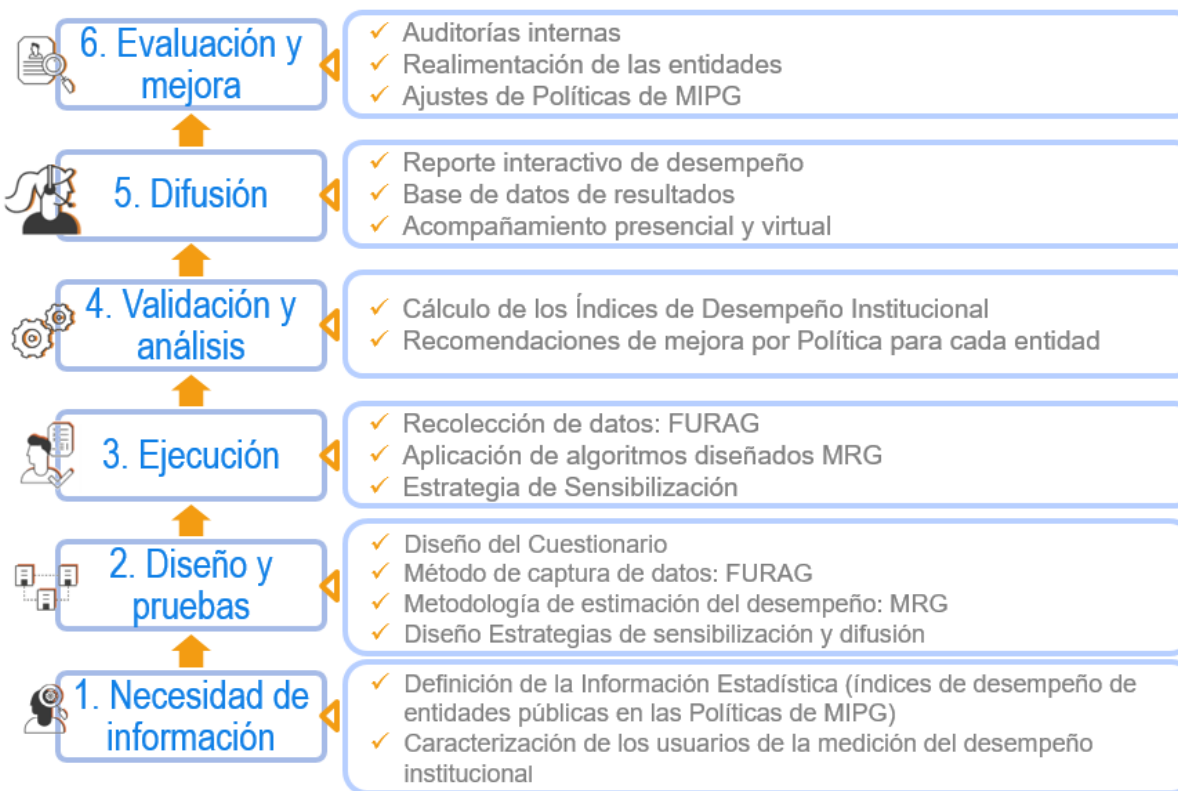 6. Evaluación y
mejora
✓ Auditorías internas
✓ Realimentación de las entidades
✓ Ajustes de Políticas de MIPG
5. Difusión
✓ Reporte interactivo de desempeño
✓ Base de datos de resultados
✓ Acompañamiento presencial y virtual
4. Validación y
análisis
✓ Cálculo de los Índices de Desempeño Institucional
✓ Recomendaciones de mejora por Política para cada entidad
3. Ejecución
✓ Recolección de datos: FURAG
✓ Aplicación de algoritmos diseñados MRG
✓ Estrategia de Sensibilización
2. Diseño y
pruebas
✓ Diseño del Cuestionario
✓ Método de captura de datos: FURAG
✓ Metodología de estimación del desempeño: MRG
✓ Diseño Estrategias de sensibilización y difusión
1. Necesidad de
información
✓ Definición de la Información Estadística (índices de desempeño de
entidades públicas en las Políticas de MIPG)
✓ Caracterización de los usuarios de la medición del desempeño
institucional